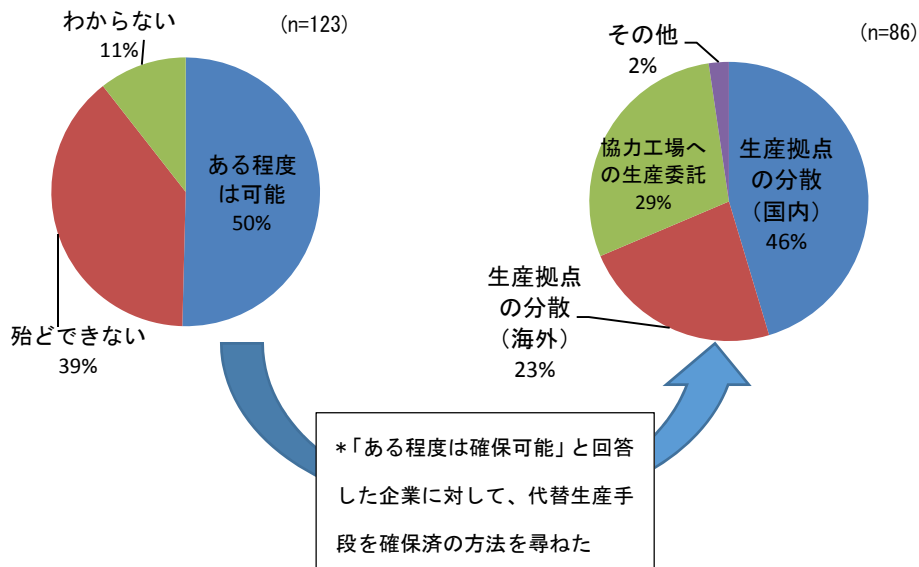 わからない
11%
(n=123)
ある程度
は可能
50%
殆どできない
39%
その他
2%
(n=86)
協力工場へ
の生産委託
29%
生産拠点
の分散
（国内）
46%
生産拠点
の分散
（海外）
23%
*「ある程度は確保可能」と回答
した企業に対して、代替生産手
段を確保済の方法を尋ねた